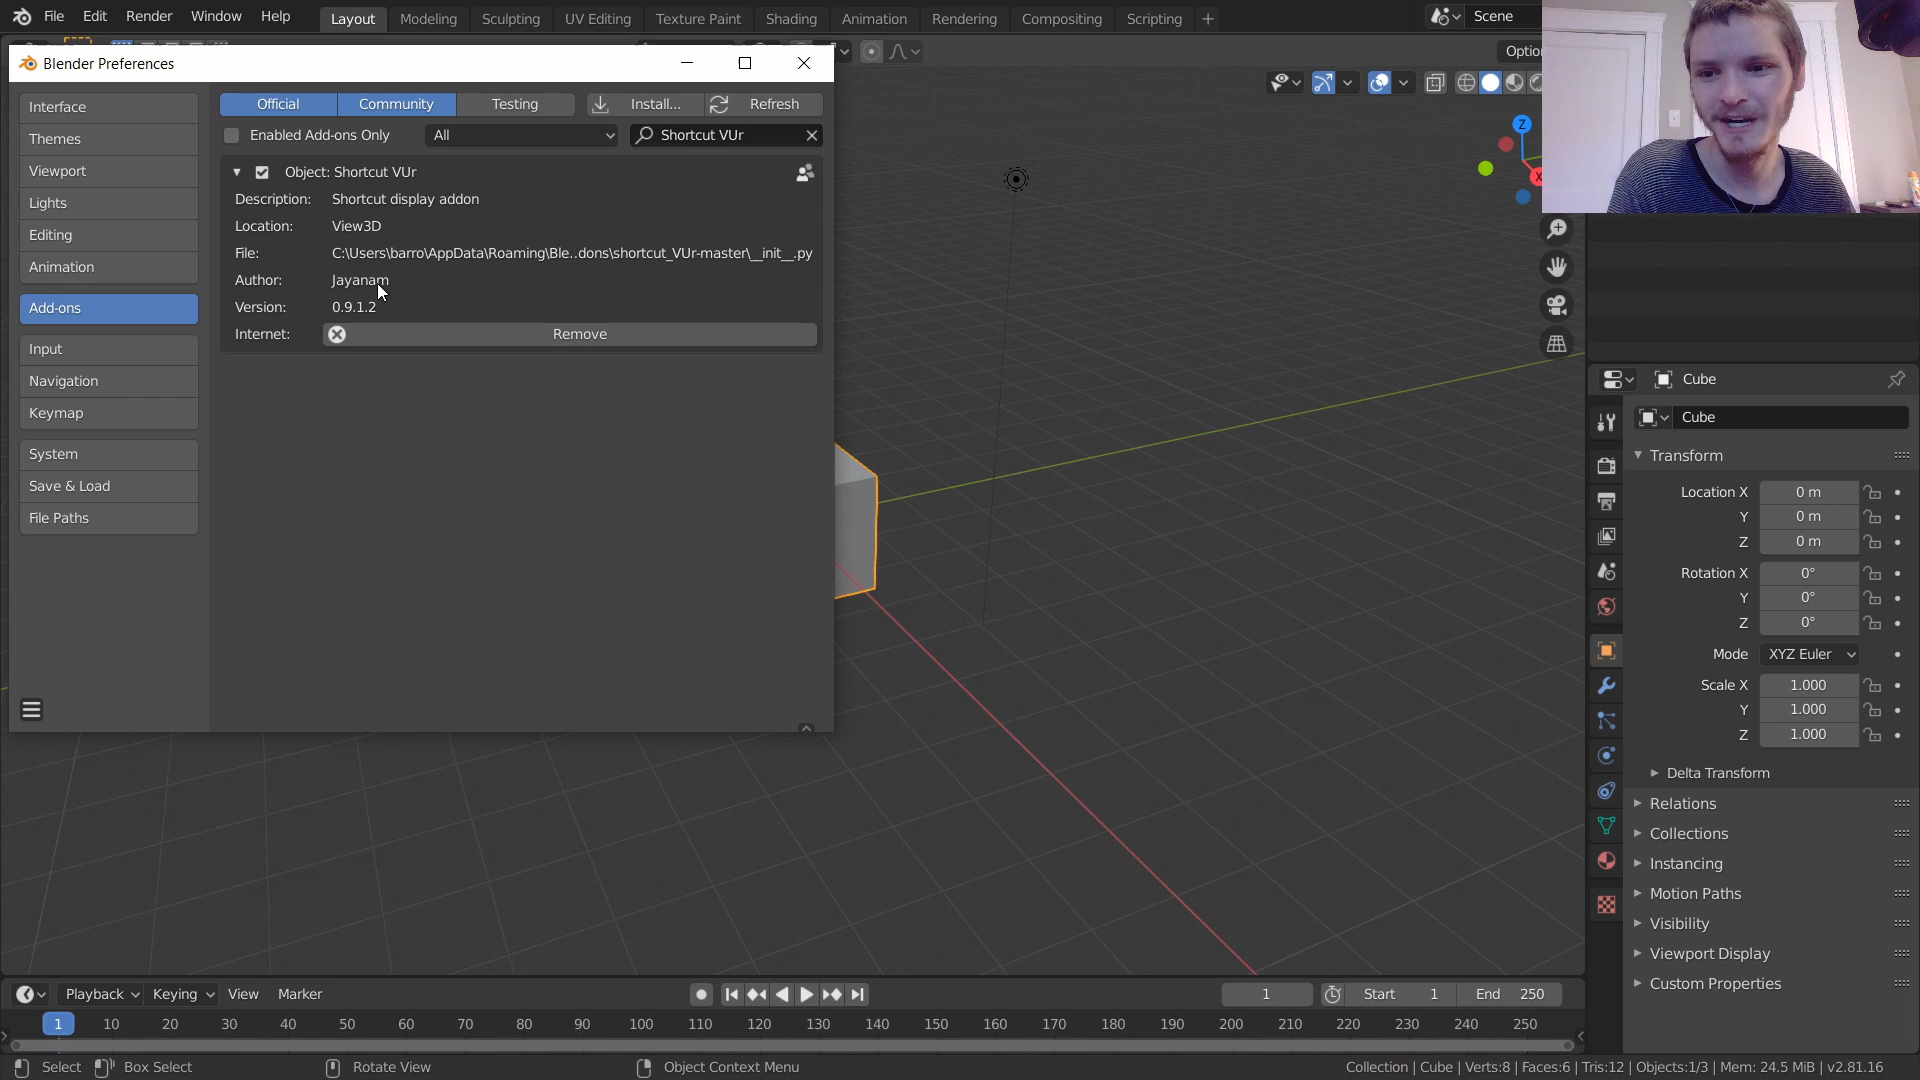 File Edit Render Window Help Layout Modeling Sculpting UV Editing Texture Paint Shading Animation Rendering Compositing Scripting + Scene
Blender Preferences
Interface
Themes
Viewport
Lights
Editing
Animation
Add-ons
Input
Navigation
Keymap
System
Save & Load
File Paths
Official Community Testing Install... Refresh
Enabled Add-ons Only All Shortcut VUr
Object: Shortcut VUr
Description: Shortcut display addon
Location: View3D
File: C:\Users\barro\AppData\Roaming\Ble..dons\shortcut_VUr-master\__init__.py
Author: Jayanam
Version: 0.9.1.2
Internet: Remove
Z
X
Cube
Cube
Transform
Location X 0 m
Y 0 m
Z 0 m
Rotation X 0°
Y 0°
Z 0°
Mode XYZ Euler
Scale X 1.000
Y 1.000
Z 1.000
Delta Transform
Relations
Collections
Instancing
Motion Paths
Visibility
Viewport Display
Custom Properties
Playback Keying View Marker 1 Start 1 End 250
1 10 20 30 40 50 60 70 80 90 100 110 120 130 140 150 160 170 180 190 200 210 220 230 240 250
Select Box Select Rotate View Object Context Menu Collection | Cube | Verts:8 | Faces:6 | Tris:12 | Objects:1/3 | Mem: 24.5 MiB | v2.81.16